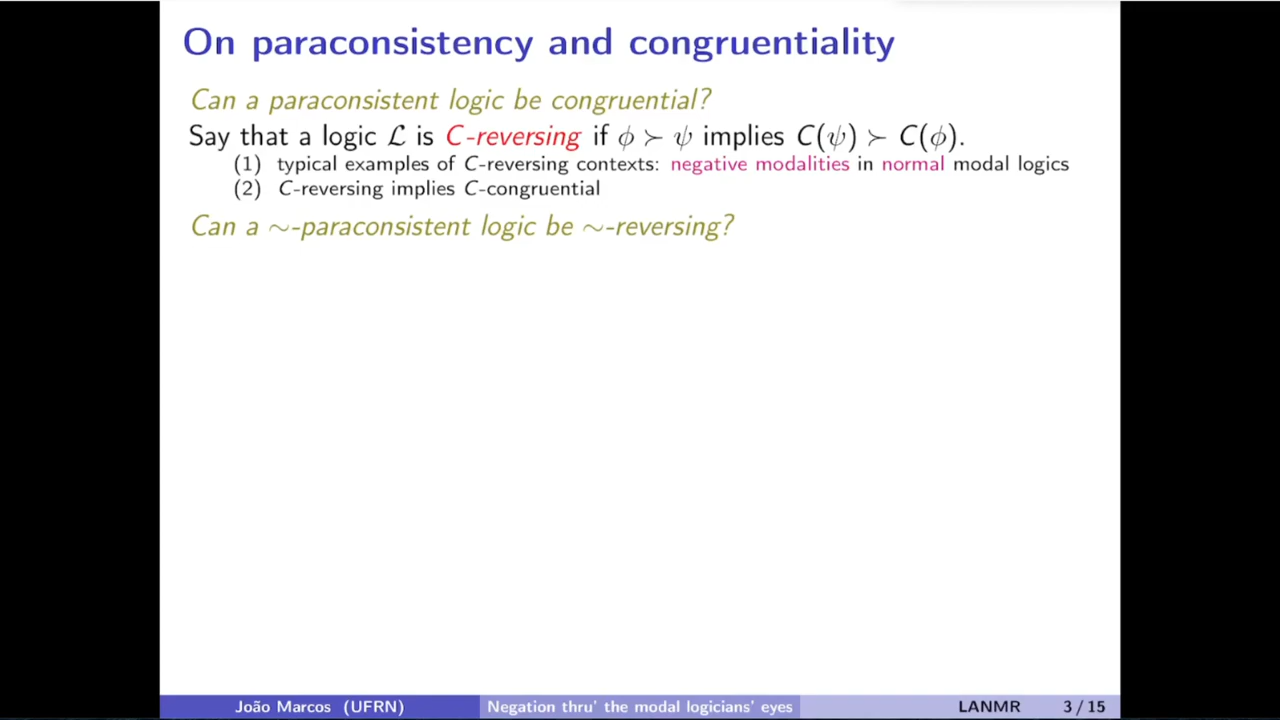 On paraconsistency and congruentiality
Can a paraconsistent logic be congruential?
Say that a logic ℒ is C-reversing if ϕ ≻ ψ implies C(ψ) ≻ C(ϕ).
(1) typical examples of C-reversing contexts: negative modalities in normal modal logics
(2) C-reversing implies C-congruential
Can a ∼-paraconsistent logic be ∼-reversing?
João Marcos (UFRN) Negation thru' the modal logicians' eyes LANMR 3 / 15